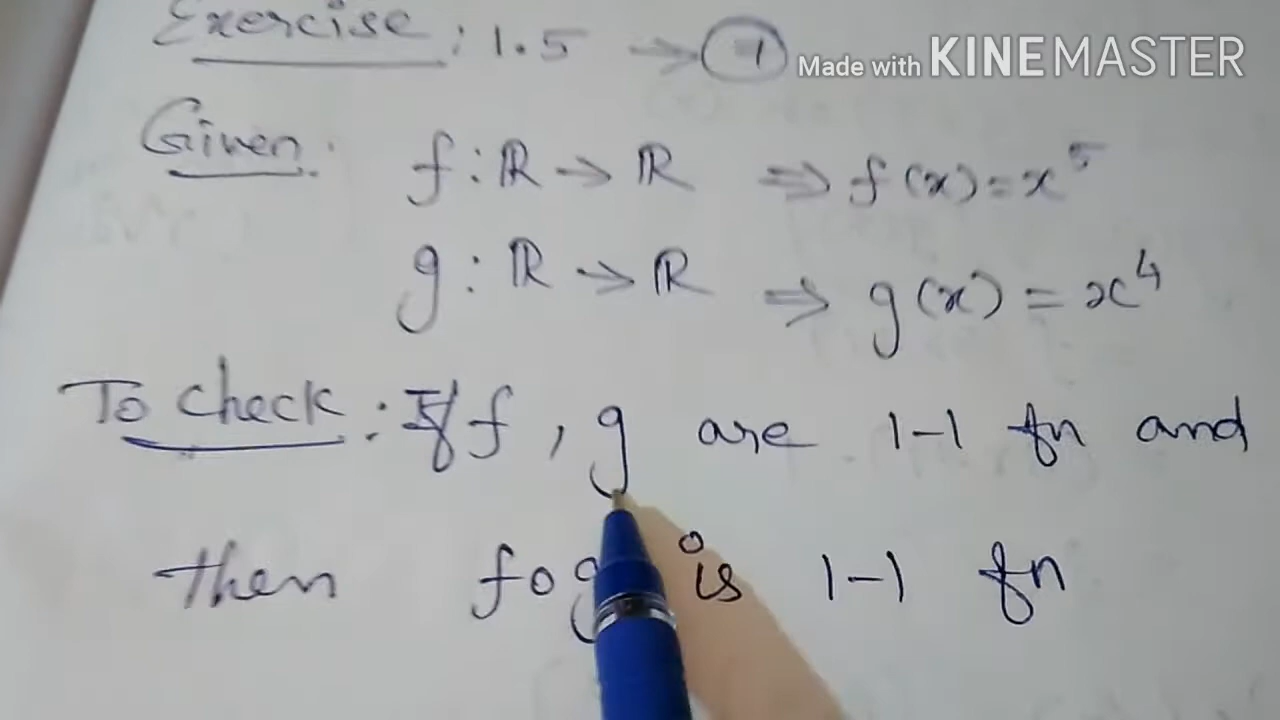 Exercise : 1.5 → 7
Made with KINEMASTER
Given. f : ℝ → ℝ ⇒ f(x) = x⁵
g : ℝ → ℝ ⇒ g(x) = x⁴
To check : If f , g are 1-1 fn and
then fog is 1-1 fn